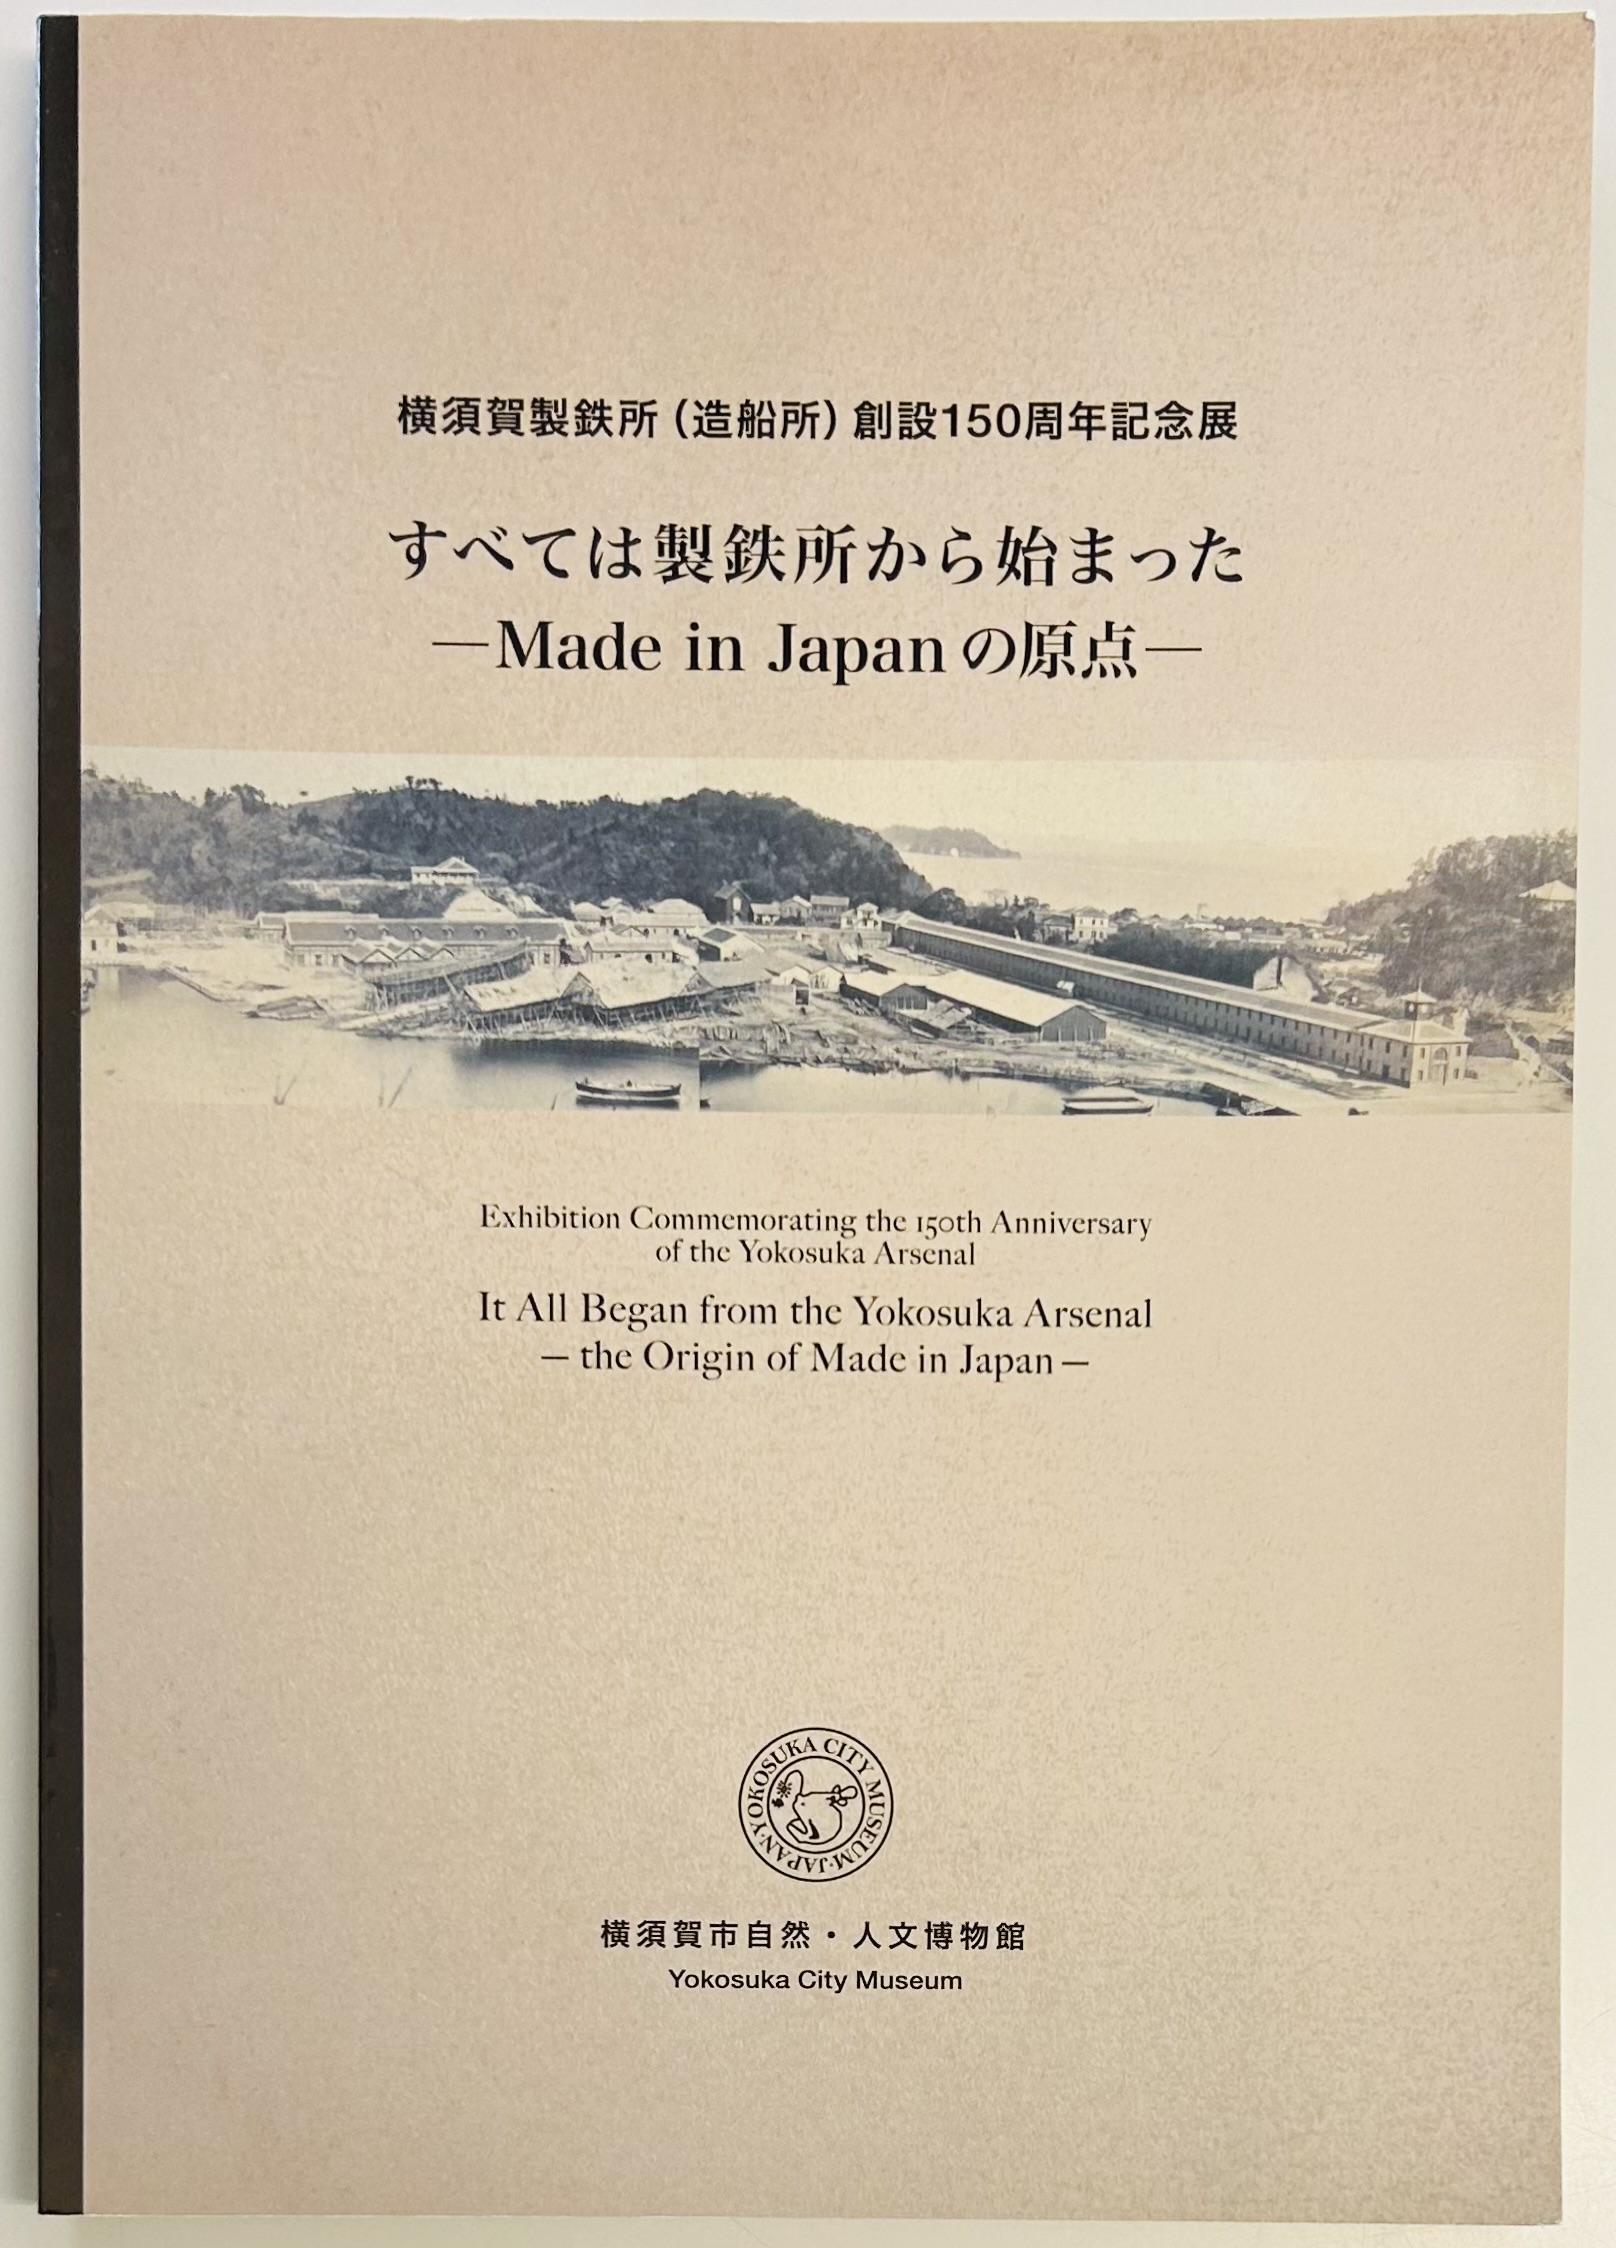 横須賀製鉄所（造船所）創設150周年記念展
すべては製鉄所から始まった
―Made in Japanの原点―
Exhibition Commemorating the 150th Anniversary
of the Yokosuka Arsenal
It All Began from the Yokosuka Arsenal
― the Origin of Made in Japan ―
YOKOSUKA CITY MUSEUM·JAPAN·
横須賀市自然・人文博物館
Yokosuka City Museum